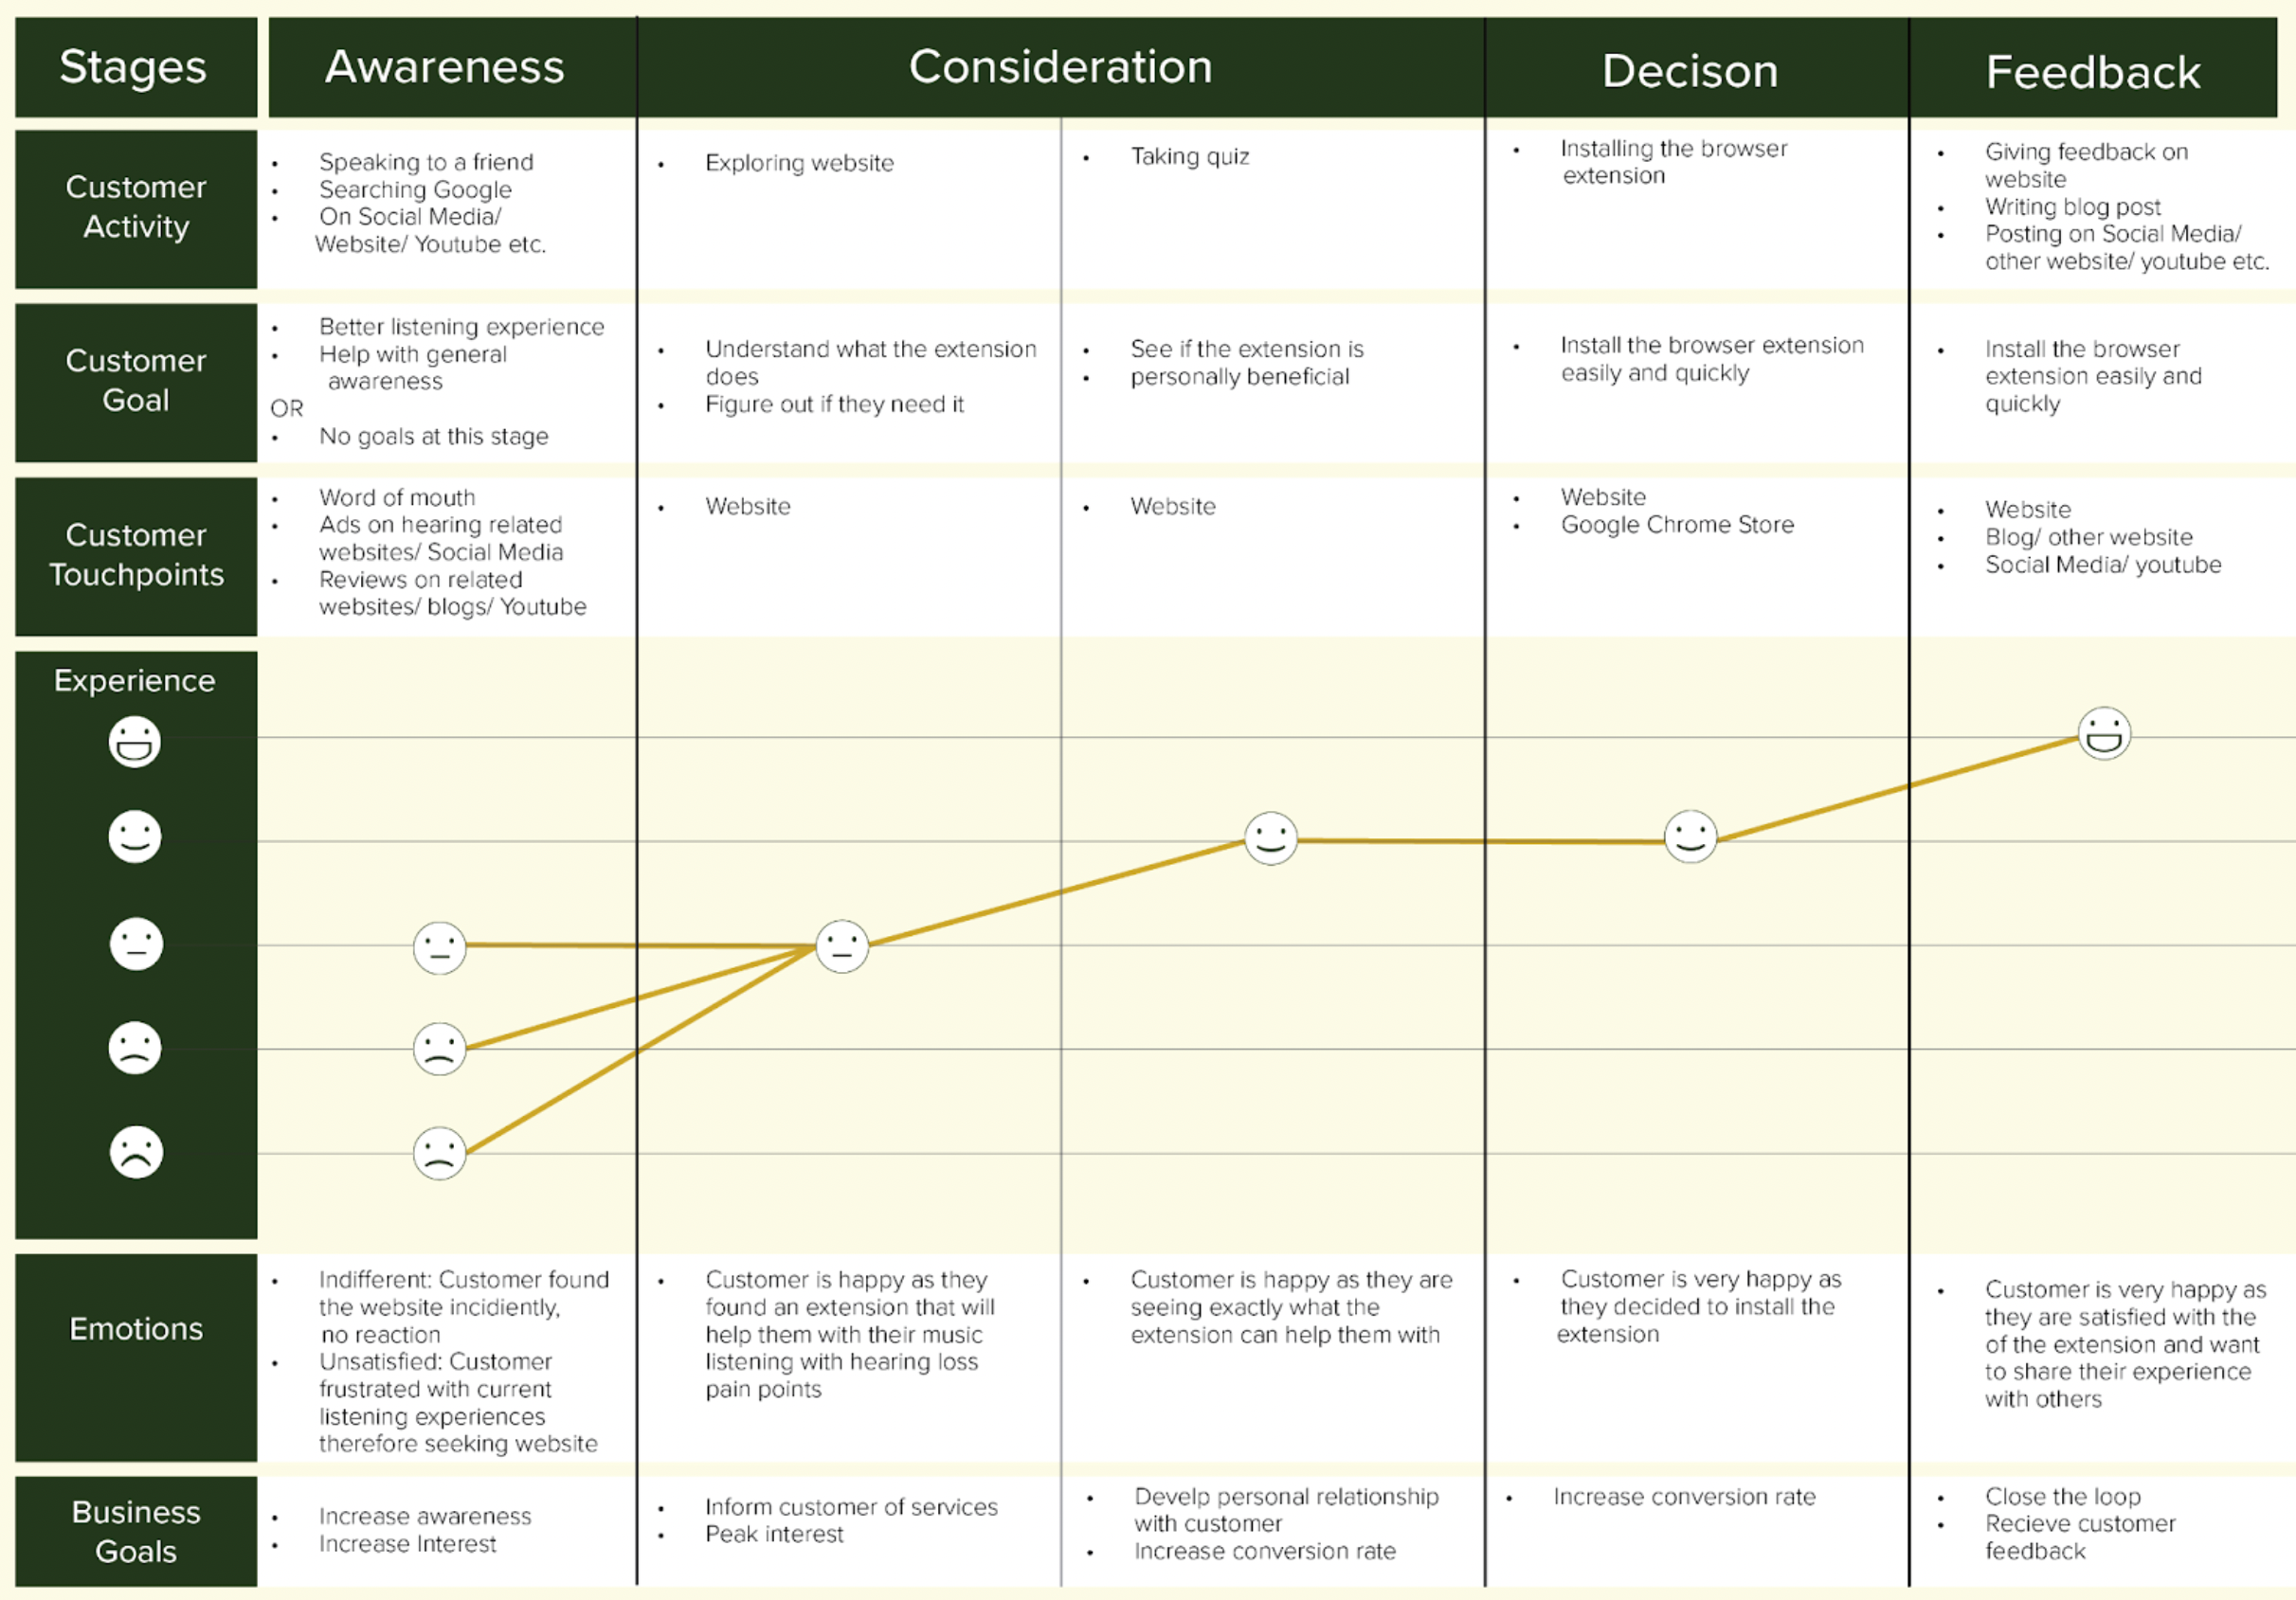 Stages
Awareness
Consideration
Decison
Feedback
Customer
Activity
• Speaking to a friend
• Searching Google
• On Social Media/
Website/ Youtube etc.
• Exploring website
• Taking quiz
• Installing the browser
extension
• Giving feedback on
website
• Writing blog post
• Posting on Social Media/
other website/ youtube etc.
Customer
Goal
• Better listening experience
• Help with general
awareness
OR
• No goals at this stage
• Understand what the extension
does
• Figure out if they need it
• See if the extension is
• personally beneficial
• Install the browser extension
easily and quickly
• Install the browser
extension easily and
quickly
Customer
Touchpoints
• Word of mouth
• Ads on hearing related
websites/ Social Media
• Reviews on related
websites/ blogs/ Youtube
• Website
• Website
• Website
• Google Chrome Store
• Website
• Blog/ other website
• Social Media/ youtube
Experience
Emotions
• Indifferent: Customer found
the website incidiently,
no reaction
• Unsatisfied: Customer
frustrated with current
listening experiences
therefore seeking website
• Customer is happy as they
found an extension that will
help them with their music
listening with hearing loss
pain points
• Customer is happy as they are
seeing exactly what the
extension can help them with
• Customer is very happy as
they decided to install the
extension
• Customer is very happy as
they are satisfied with the
of the extension and want
to share their experience
with others
Business
Goals
• Increase awareness
• Increase Interest
• Inform customer of services
• Peak interest
• Develp personal relationship
with customer
• Increase conversion rate
• Increase conversion rate
• Close the loop
• Recieve customer
feedback